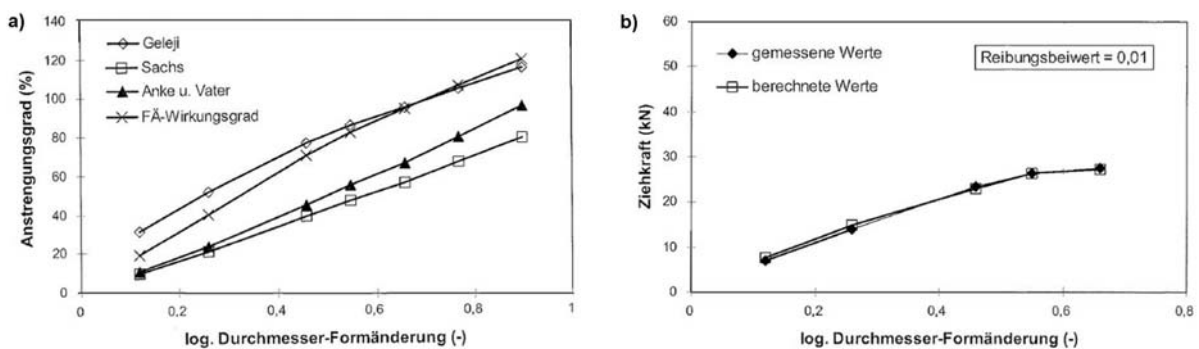 a)
140
120
100
80
60
40
20
0
Anstrengungsgrad (%)
Geleji
Sachs
Anke u. Vater
FÄ-Wirkungsgrad
0 0,2 0,4 0,6 0,8 1
log. Durchmesser-Formänderung (-)
b)
60
50
40
30
20
10
0
Ziehkraft (kN)
gemessene Werte
berechnete Werte
Reibungsbeiwert = 0,01
0 0,2 0,4 0,6 0,8
log. Durchmesser-Formänderung (-)